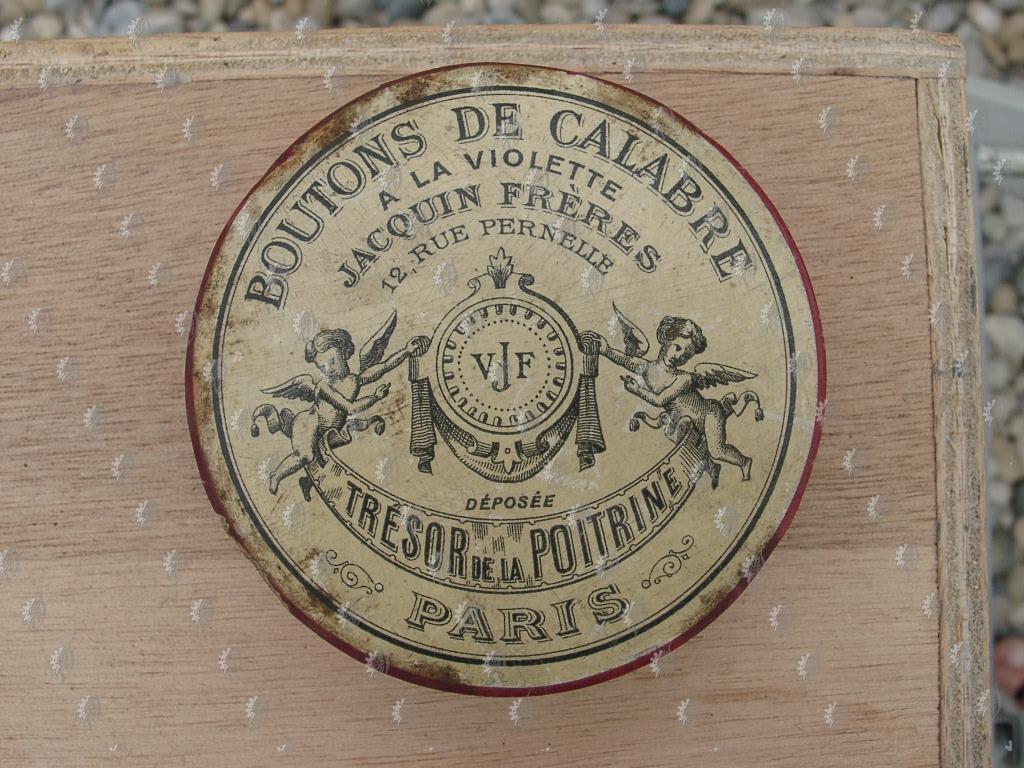 BOUTONS DE CALABRE
A LA VIOLETTE
JACQUIN FRÈRES
12, RUE PERNELLE
VJF
DÉPOSÉE
TRÉSOR DE LA POITRINE
PARIS